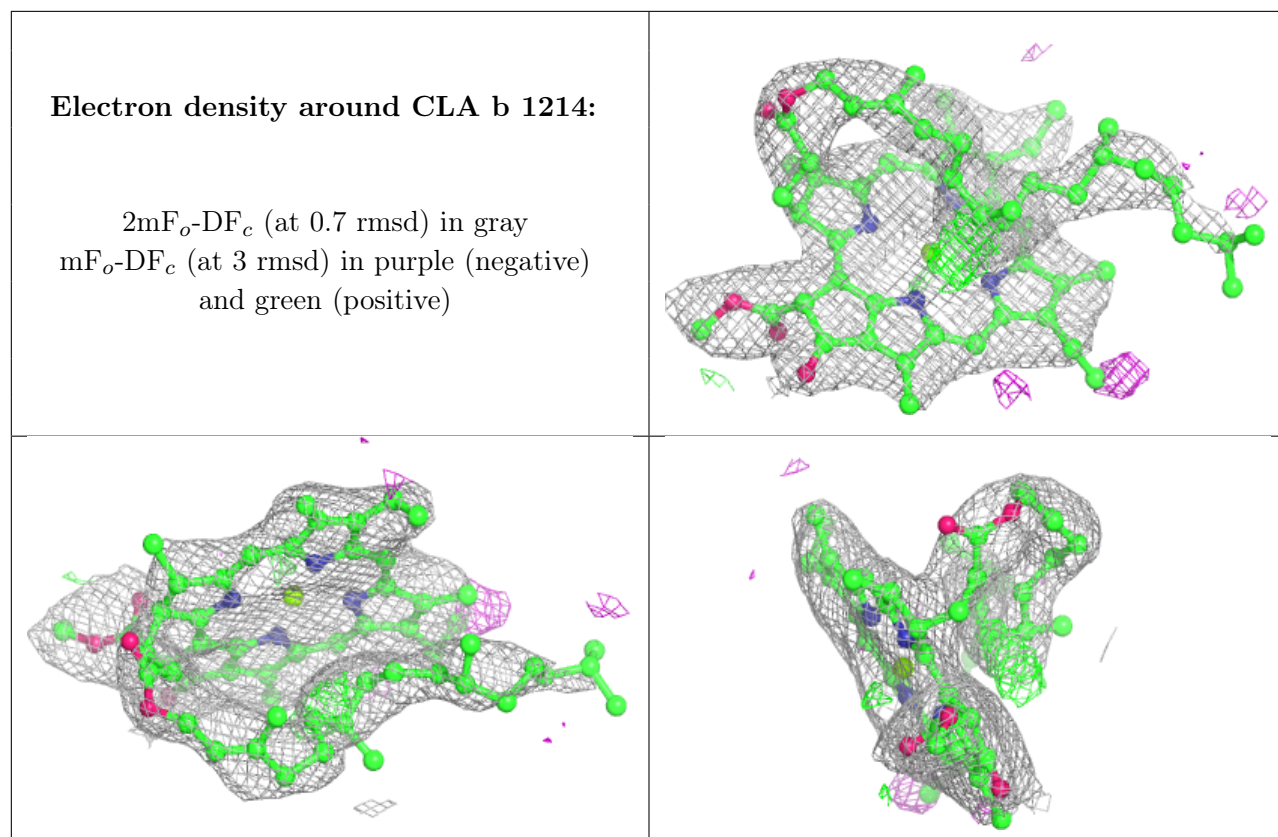 Electron density around CLA b 1214:
2mFo-DFc (at 0.7 rmsd) in gray
mFo-DFc (at 3 rmsd) in purple (negative)
and green (positive)